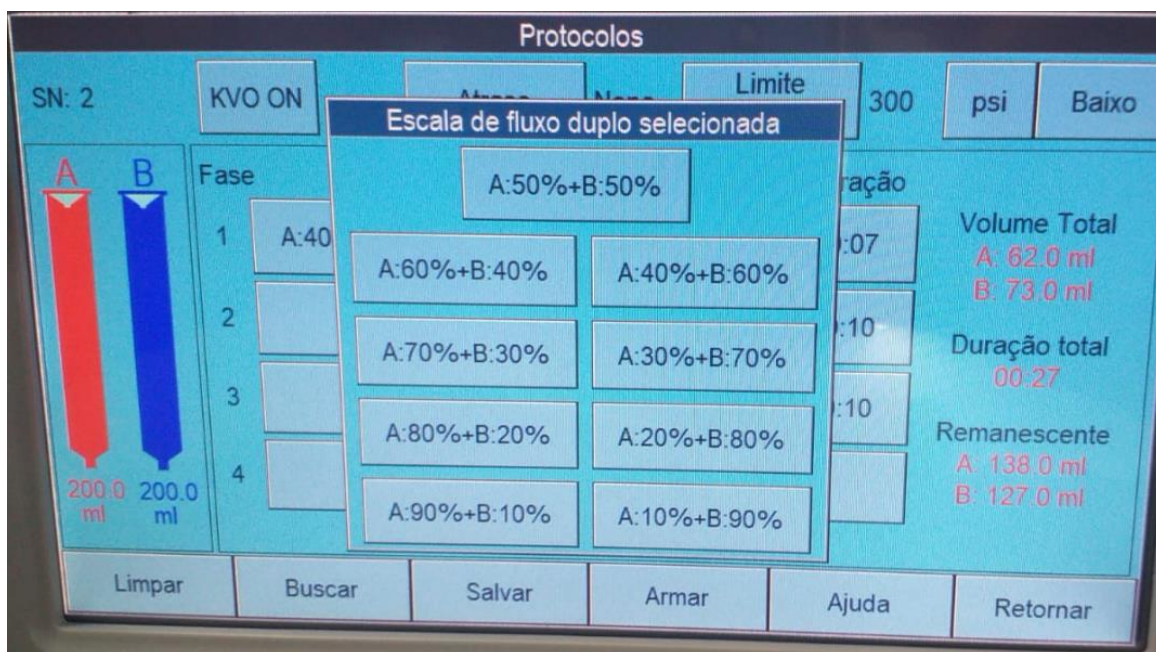 Protocolos
SN: 2
KVO ON
Limite
300
psi
Baixo
Escala de fluxo duplo selecionada
A:50%+B:50%
A:60%+B:40%
A:40%+B:60%
A:70%+B:30%
A:30%+B:70%
A:80%+B:20%
A:20%+B:80%
A:90%+B:10%
A:10%+B:90%
A
B
200.0 ml
200.0 ml
Fase
1
A:40
:07
2
:10
3
:10
4
Volume Total
A: 62.0 ml
B: 73.0 ml
Duração total
00:27
Remanescente
A: 138.0 ml
B: 127.0 ml
Limpar
Buscar
Salvar
Armar
Ajuda
Retornar